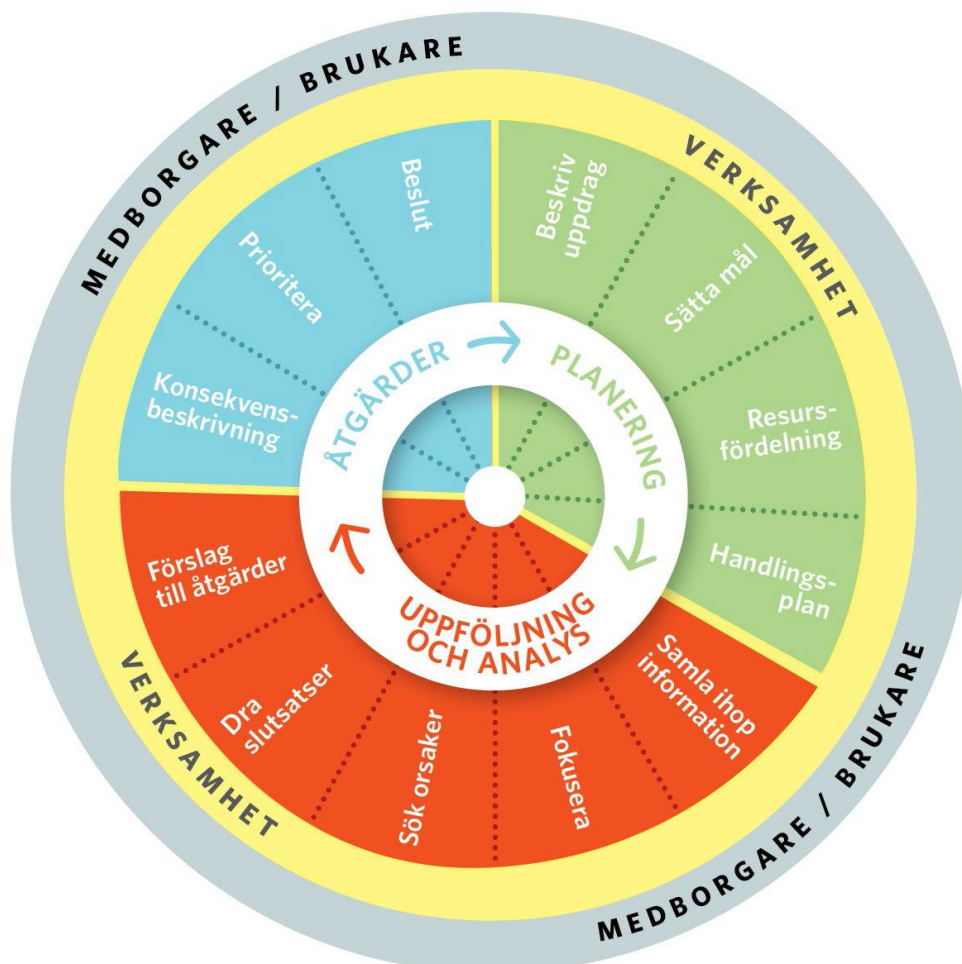 MEDBORGARE / BRUKARE
VERKSAMHET
Beskriv
uppdrag
Sätta mål
Resurs-
fördelning
Handlings-
plan
Samla ihop
information
Fokusera
Sök orsaker
Dra
slutsatser
Förslag
till åtgärder
Konsekvens-
beskrivning
Prioritera
Beslut
ÅTGÄRDER
PLANERING
UPPFÖLJNING
OCH ANALYS
VERKSAMHET
MEDBORGARE / BRUKARE